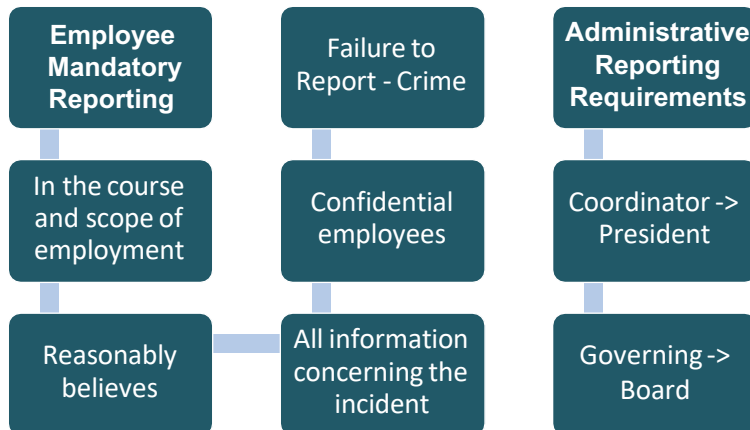 Employee
Mandatory
Reporting
In the course
and scope of
employment
Reasonably
believes
All information
concerning the
incident
Confidential
employees
Failure to
Report - Crime
Administrative
Reporting
Requirements
Coordinator ->
President
Governing ->
Board